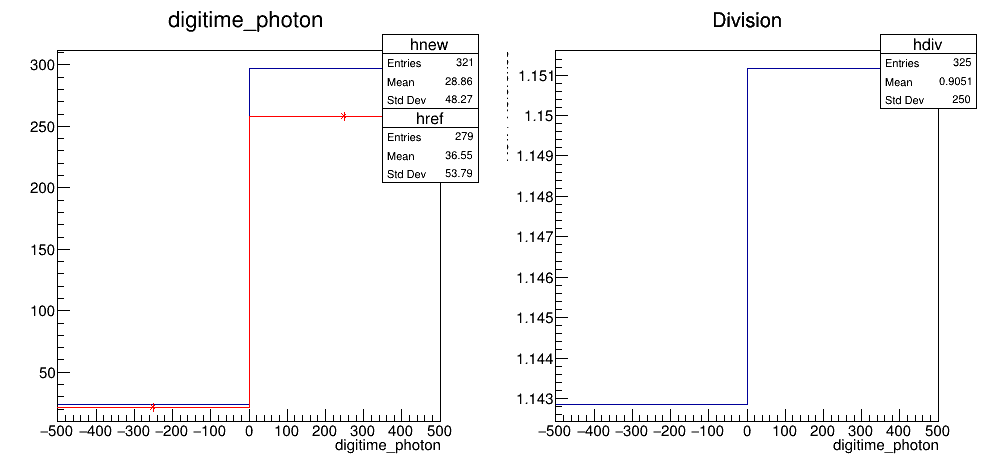 digitime_photon
hnew
Entries 321
Mean 28.86
Std Dev 48.27
href
Entries 279
Mean 36.55
Std Dev 53.79
300
250
200
150
100
50
−500 −400 −300 −200 −100 0 100 200 300 400 500
digitime_photon
Division
hdiv
Entries 325
Mean 0.9051
Std Dev 250
1.151
1.15
1.149
1.148
1.147
1.146
1.145
1.144
1.143
−500 −400 −300 −200 −100 0 100 200 300 400 500
digitime_photon